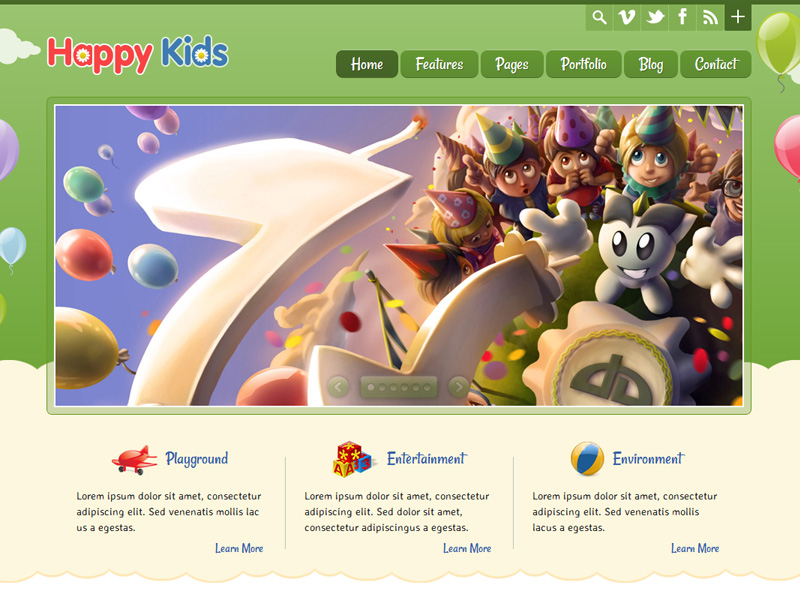 Happy Kids
Home Features Pages Portfolio Blog Contact
7
Playground
Lorem ipsum dolor sit amet, consectetur
adipiscing elit. Sed venenatis mollis lac
us a egestas.
Learn More
Entertainment
Lorem ipsum dolor sit amet, consectetur
adipiscing elit. Sed dolor sit amet,
consectetur adipiscingus a egestas.
Learn More
Environment
Lorem ipsum dolor sit amet, consectetur
adipiscing elit. Sed venenatis mollis
lacus a egestas.
Learn More